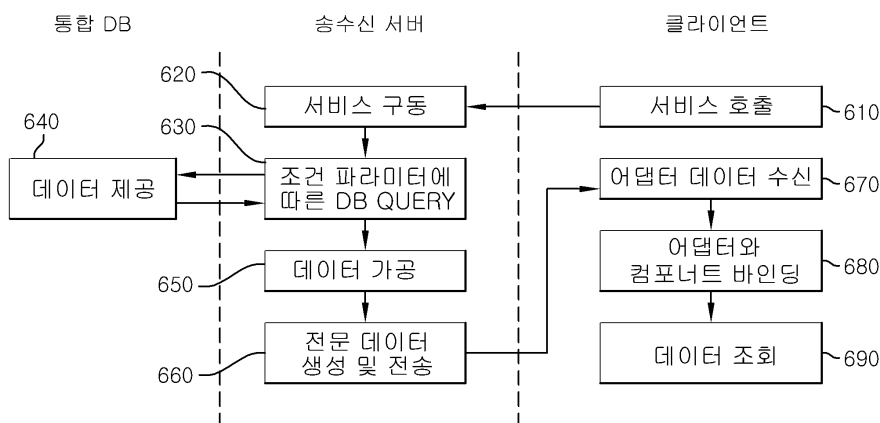 통합 DB
송수신 서버
클라이언트
620
서비스 구동
서비스 호출
610
640
630
데이터 제공
조건 파라미터에
따른 DB QUERY
어댑터 데이터 수신
670
650
데이터 가공
어댑터와
컴포넌트 바인딩
680
660
전문 데이터
생성 및 전송
데이터 조회
690